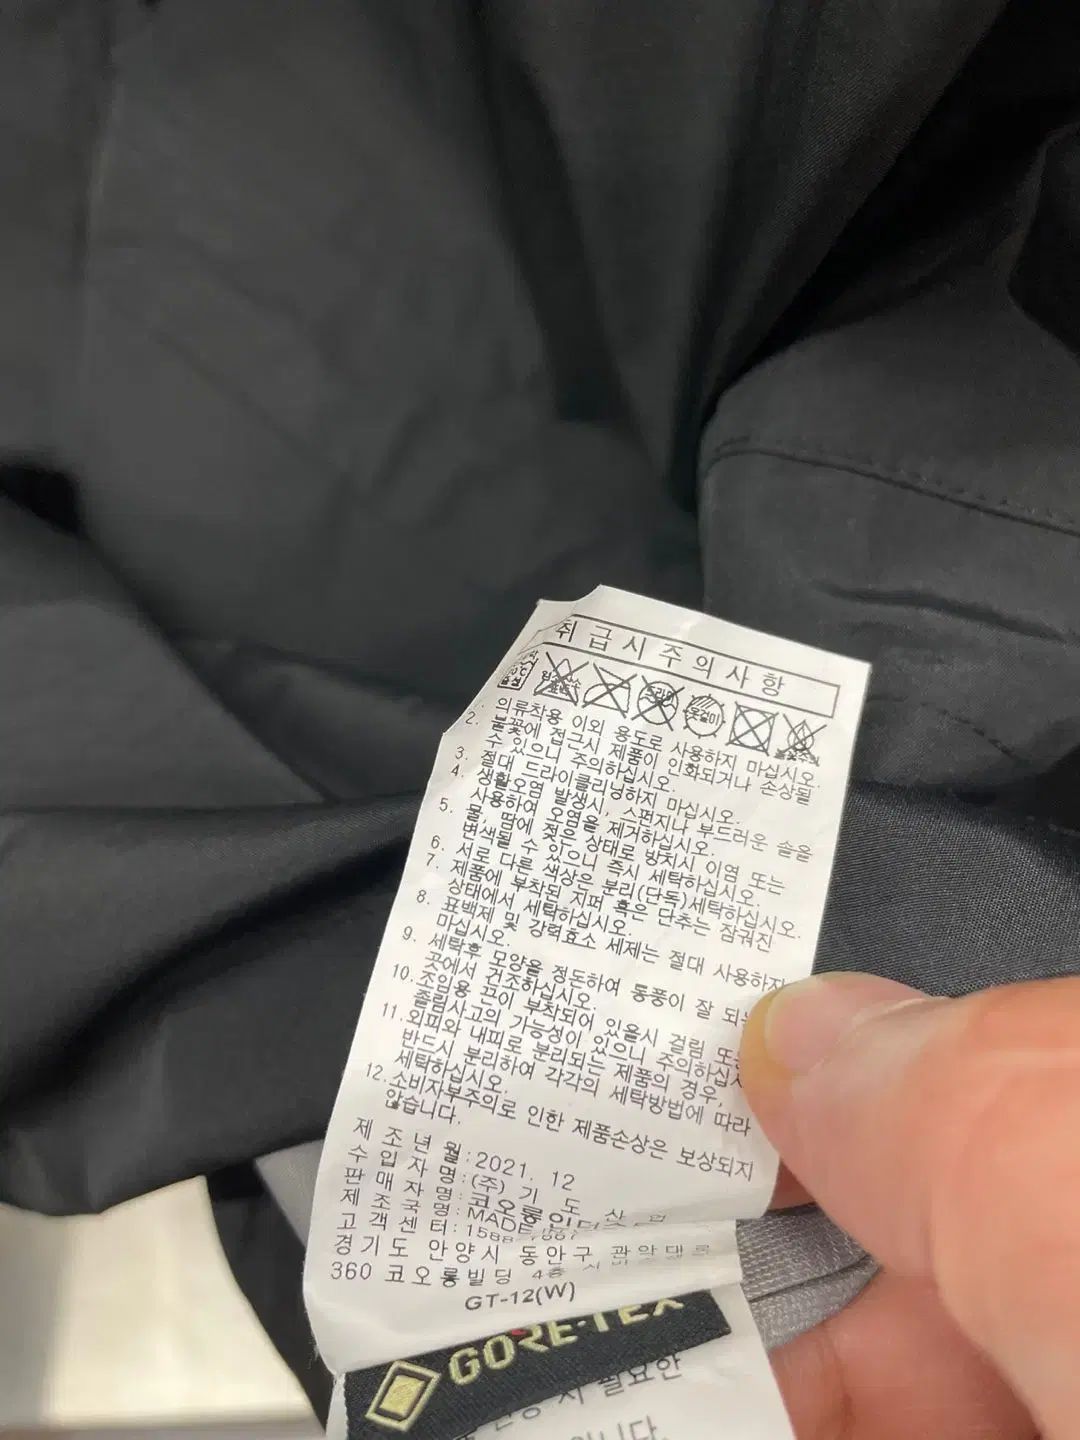 취급시주의사항
옷걸이
의류착용 이외 용도로 사용하지 마십시오.
2. 불꽃에 접근시 제품이 인화되거나 손상될
수 있으니 주의하십시오.
3. 절대 드라이클리닝하지 마십시오.
4. 생활오염 발생시, 스펀지나 부드러운 솔을
사용하여 오염을 제거하십시오.
5. 물, 땀에 젖은 상태로 방치시 이염 또는
변색될 수 있으니 즉시 세탁하십시오.
6. 서로 다른 색상은 분리(단독)세탁하십시오.
7. 제품에 부착된 지퍼 혹은 단추는 잠궈진
상태에서 세탁하십시오.
8. 표백제 및 강력효소 세제는 절대 사용하지
마십시오.
9. 세탁후 모양을 정돈하여 통풍이 잘 되는
곳에서 건조하십시오.
10. 조임용 끈이 부착되어 있을시 걸림 또는
졸림사고의 가능성이 있으니 주의하십시
11. 외피와 내피로 분리되는 제품의 경우,
반드시 분리하여 각각의 세탁방법에 따라
세탁하십시오.
12. 소비자부주의로 인한 제품손상은 보상되지
않습니다.
제조년월:2021. 12
수입자명:(주) 기 도 산 업
판매자명:코오롱인더
제조국명:MADE
고객센터:1588
경기도 안양시 동안구 관악대로
360 코오롱빌딩 4층
GT-12(W)
GORE-TEX
시 필요한